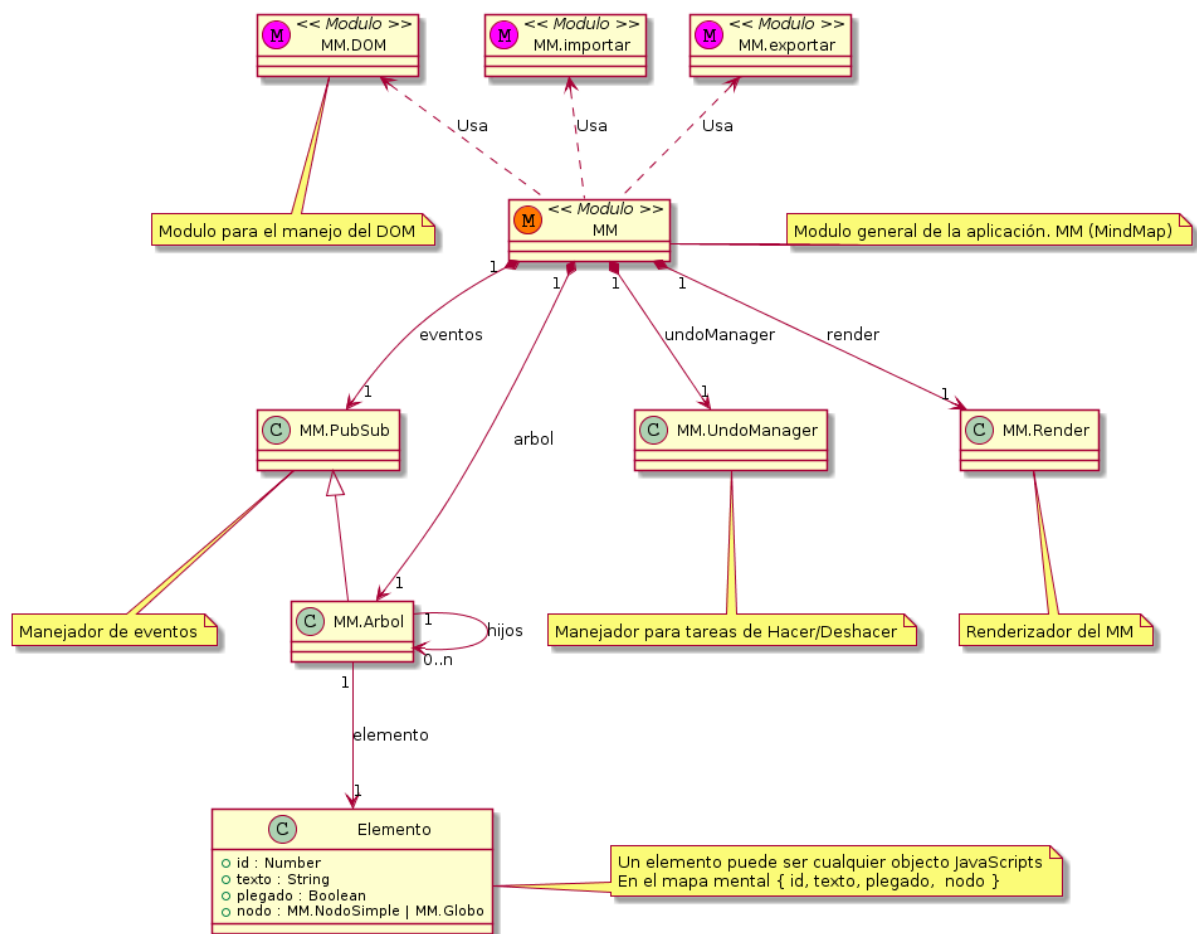 M
<< Modulo >>
MM.DOM
M
<< Modulo >>
MM.importar
M
<< Modulo >>
MM.exportar
Usa
Usa
Usa
Modulo para el manejo del DOM
M
<< Modulo >>
MM
Modulo general de la aplicación. MM (MindMap)
1
1
1
1
eventos
undoManager
render
1
1
1
arbol
C
MM.PubSub
C
MM.UndoManager
C
MM.Render
1
Manejador de eventos
C
MM.Arbol
1
hijos
0..n
Manejador para tareas de Hacer/Deshacer
Renderizador del MM
1
elemento
1
C
Elemento
id : Number
texto : String
plegado : Boolean
nodo : MM.NodoSimple | MM.Globo
Un elemento puede ser cualquier objecto JavaScripts
En el mapa mental { id, texto, plegado,  nodo }